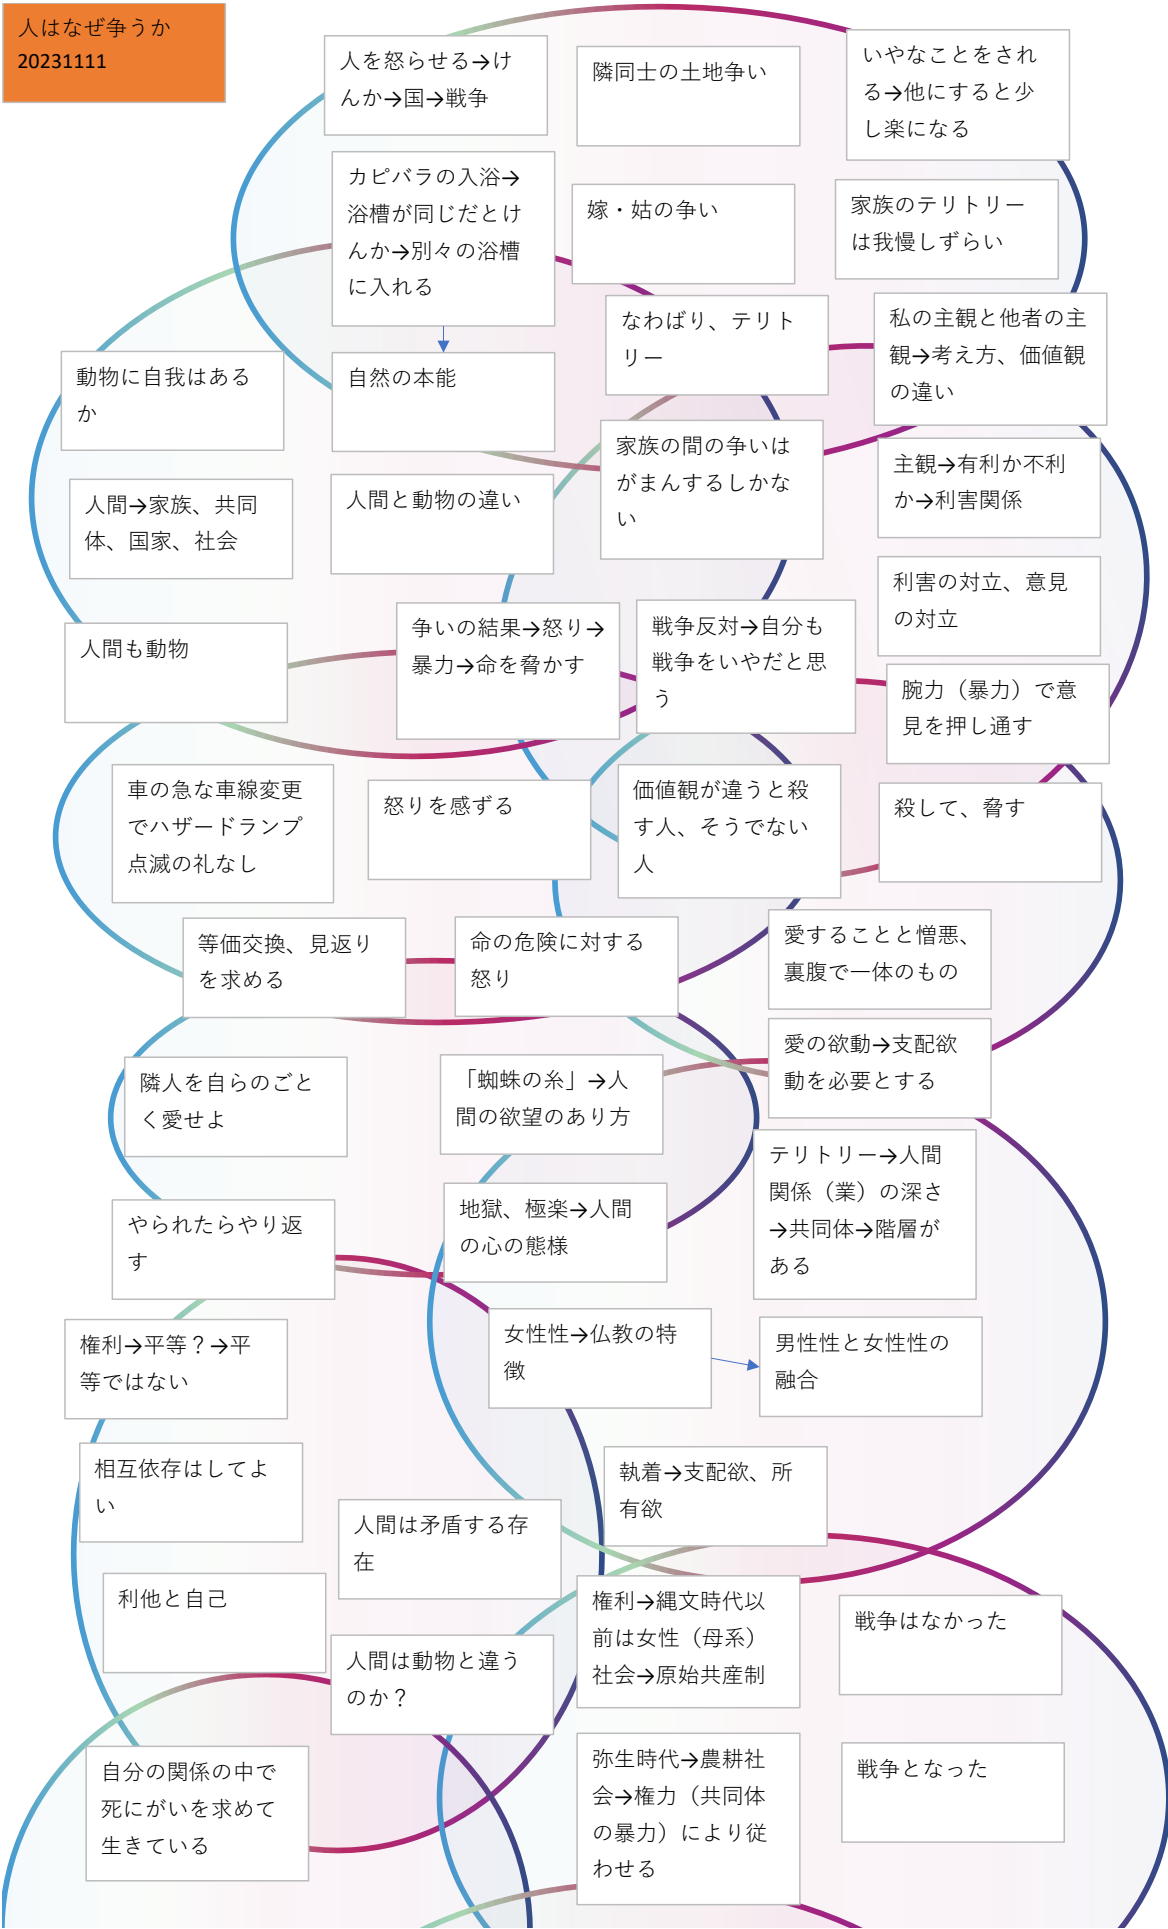 人はなぜ争うか
20231111
人を怒らせる→け
んか→国→戦争
隣同士の土地争い
いやなことをされ
る→他にすると少
し楽になる
カピバラの入浴→
浴槽が同じだとけ
んか→別々の浴槽
に入れる
嫁・姑の争い
家族のテリトリー
は我慢しずらい
なわばり、テリト
リー
私の主観と他者の主
観→考え方、価値観
の違い
動物に自我はある
か
自然の本能
家族の間の争いは
がまんするしかな
い
主観→有利か不利
か→利害関係
人間→家族、共同
体、国家、社会
人間と動物の違い
利害の対立、意見
の対立
人間も動物
争いの結果→怒り→
暴力→命を脅かす
戦争反対→自分も
戦争をいやだと思
う
腕力（暴力）で意
見を押し通す
車の急な車線変更
でハザードランプ
点滅の礼なし
怒りを感ずる
価値観が違うと殺
す人、そうでない
人
殺して、脅す
等価交換、見返り
を求める
命の危険に対する
怒り
愛することと憎悪、
裏腹で一体のもの
隣人を自らのごと
く愛せよ
「蜘蛛の糸」→人
間の欲望のあり方
愛の欲動→支配欲
動を必要とする
やられたらやり返
す
地獄、極楽→人間
の心の態様
テリトリー→人間
関係（業）の深さ
→共同体→階層が
ある
権利→平等？→平
等ではない
女性性→仏教の特
徴
男性性と女性性の
融合
相互依存はしてよ
い
人間は矛盾する存
在
執着→支配欲、所
有欲
利他と自己
人間は動物と違う
のか？
権利→縄文時代以
前は女性（母系）
社会→原始共産制
戦争はなかった
自分の関係の中で
死にがいを求めて
生きている
弥生時代→農耕社
会→権力（共同体
の暴力）により従
わせる
戦争となった